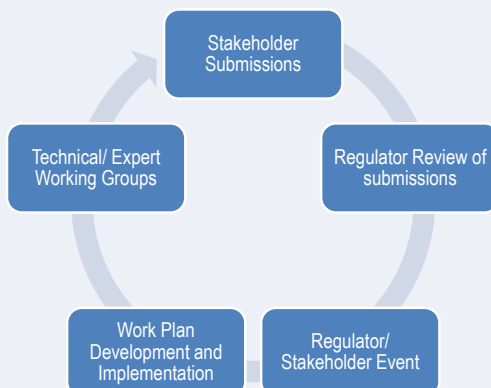 Stakeholder
Submissions
Regulator Review of
submissions
Regulator/
Stakeholder Event
Work Plan
Development and
Implementation
Technical/ Expert
Working Groups